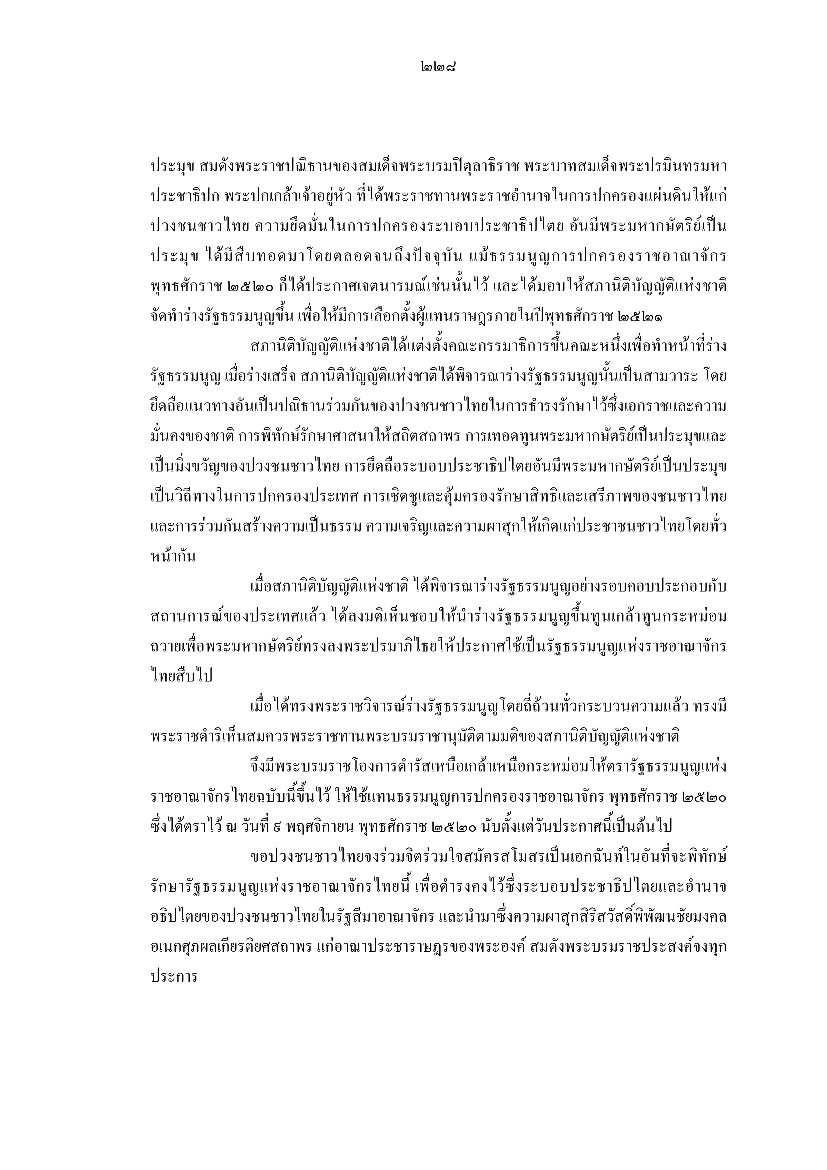 ๒๒๘
ประมุข สมดังพระราชปณิธานของสมเด็จพระบรมปิตุลาธิราช พระบาทสมเด็จพระปรมินทรมหา
ประชาธิปก พระปกเกล้าเจ้าอยู่หัว ที่ได้พระราชทานพระราชอำนาจในการปกครองแผ่นดินให้แก่
ปวงชนชาวไทย ความยึดมั่นในการปกครองระบอบประชาธิปไตย อันมีพระมหากษัตริย์เป็น
ประมุข ได้มีสืบทอดมาโดยตลอดจนถึงปัจจุบัน แม้ธรรมนูญการปกครองราชอาณาจักร
พุทธศักราช ๒๕๒๐ ก็ได้ประกาศเจตนารมณ์เช่นนั้นไว้ และได้มอบให้สภานิติบัญญัติแห่งชาติ
จัดทำร่างรัฐธรรมนูญขึ้น เพื่อให้มีการเลือกตั้งผู้แทนราษฎรภายในปีพุทธศักราช ๒๕๒๑
สภานิติบัญญัติแห่งชาติได้แต่งตั้งคณะกรรมาธิการขึ้นคณะหนึ่งเพื่อทำหน้าที่ร่าง
รัฐธรรมนูญ เมื่อร่างเสร็จ สภานิติบัญญัติแห่งชาติได้พิจารณาร่างรัฐธรรมนูญนั้นเป็นสามวาระ โดย
ยึดถือแนวทางอันเป็นปณิธานร่วมกันของปวงชนชาวไทยในการธำรงรักษาไว้ซึ่งเอกราชและความ
มั่นคงของชาติ การพิทักษ์รักษาศาสนาให้สถิตสถาพร การเทอดทูนพระมหากษัตริย์เป็นประมุขและ
เป็นมิ่งขวัญของปวงชนชาวไทย การยึดถือระบอบประชาธิปไตยอันมีพระมหากษัตริย์เป็นประมุข
เป็นวิถีทางในการปกครองประเทศ การเชิดชูและคุ้มครองรักษาสิทธิและเสรีภาพของชนชาวไทย
และการร่วมกันสร้างความเป็นธรรม ความเจริญและความผาสุกให้เกิดแก่ประชาชนชาวไทยโดยทั่ว
หน้ากัน
เมื่อสภานิติบัญญัติแห่งชาติ ได้พิจารณาร่างรัฐธรรมนูญอย่างรอบคอบประกอบกับ
สถานการณ์ของประเทศแล้ว ได้ลงมติเห็นชอบให้นำร่างรัฐธรรมนูญขึ้นทูนเกล้าทูนกระหม่อม
ถวายเพื่อพระมหากษัตริย์ทรงลงพระปรมาภิไธยให้ประกาศใช้เป็นรัฐธรรมนูญแห่งราชอาณาจักร
ไทยสืบไป
เมื่อได้ทรงพระราชวิจารณ์ร่างรัฐธรรมนูญโดยถี่ถ้วนทั่วกระบวนความแล้ว ทรงมี
พระราชดำริเห็นสมควรพระราชทานพระบรมราชานุมัติตามมติของสภานิติบัญญัติแห่งชาติ
จึงมีพระบรมราชโองการดำรัสเหนือเกล้าเหนือกระหม่อมให้ตรารัฐธรรมนูญแห่ง
ราชอาณาจักรไทยฉบับนี้ขึ้นไว้ ให้ใช้แทนธรรมนูญการปกครองราชอาณาจักร พุทธศักราช ๒๕๒๐
ซึ่งได้ตราไว้ ณ วันที่ ๙ พฤศจิกายน พุทธศักราช ๒๕๒๐ นับตั้งแต่วันประกาศนี้เป็นต้นไป
ขอปวงชนชาวไทยจงร่วมจิตร่วมใจสมัครสโมสรเป็นเอกฉันท์ในอันที่จะพิทักษ์
รักษารัฐธรรมนูญแห่งราชอาณาจักรไทยนี้ เพื่อดำรงคงไว้ซึ่งระบอบประชาธิปไตยและอำนาจ
อธิปไตยของปวงชนชาวไทยในรัฐสีมาอาณาจักร และนำมาซึ่งความผาสุกสิริสวัสดิ์พิพัฒนชัยมงคล
อเนกศุภผลเกียรติยศสถาพร แก่อาณาประชาราษฎรของพระองค์ สมดังพระบรมราชประสงค์จงทุก
ประการ